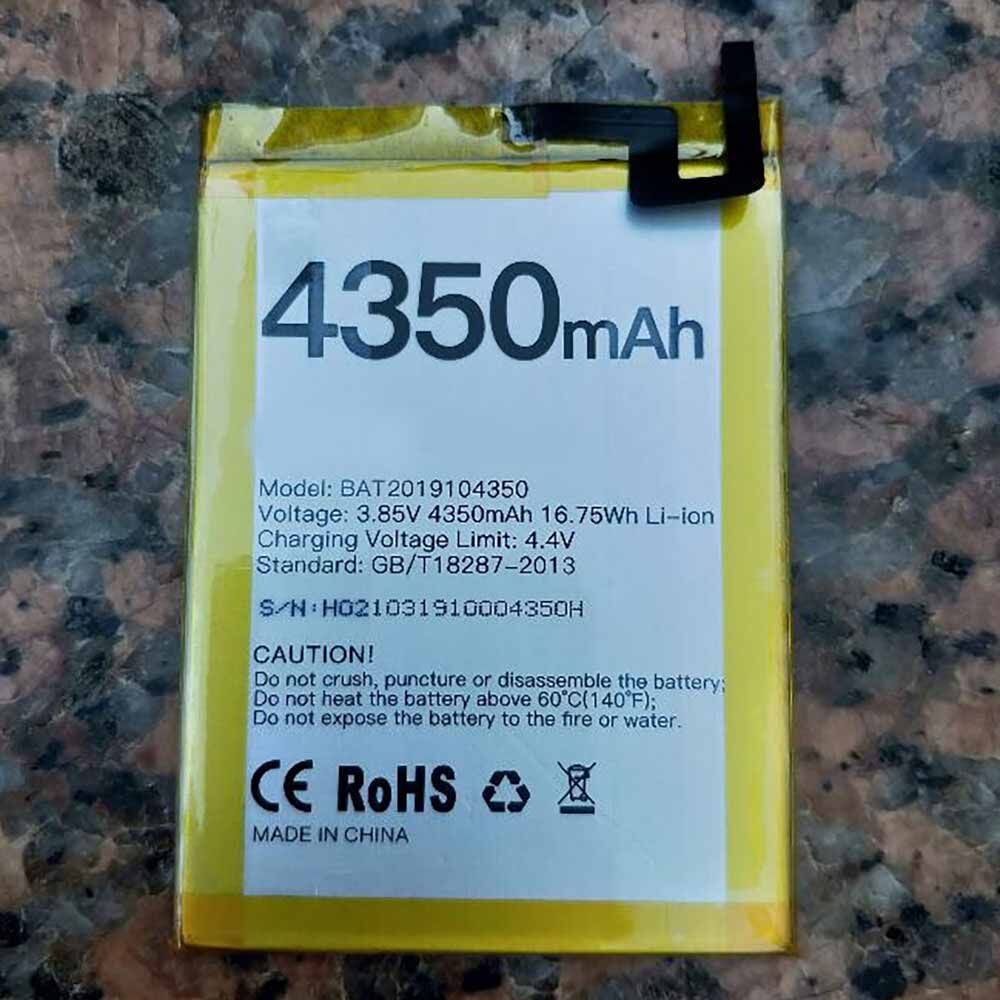 4350mAh
Model: BAT2019104350
Voltage: 3.85V 4350mAh 16.75Wh Li-ion
Charging Voltage Limit: 4.4V
Standard: GB/T18287-2013
S/N:H021031910004350H
CAUTION!
Do not crush, puncture or disassemble the battery;
Do not heat the battery above 60°C(140°F);
Do not expose the battery to the fire or water.
CE RoHS
MADE IN CHINA